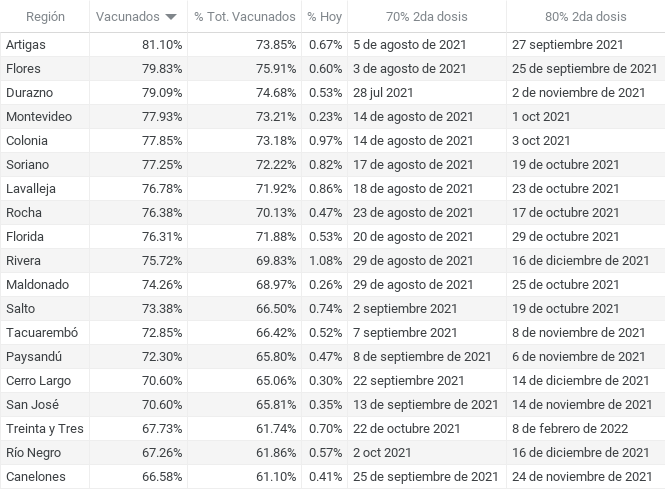 Región Vacunados % Tot. Vacunados % Hoy 70% 2da dosis 80% 2da dosis
Artigas 81.10% 73.85% 0.67% 5 de agosto de 2021 27 septiembre 2021
Flores 79.83% 75.91% 0.60% 3 de agosto de 2021 25 de septiembre de 2021
Durazno 79.09% 74.68% 0.53% 28 jul 2021 2 de noviembre de 2021
Montevideo 77.93% 73.21% 0.23% 14 de agosto de 2021 1 oct 2021
Colonia 77.85% 73.18% 0.97% 14 de agosto de 2021 3 oct 2021
Soriano 77.25% 72.22% 0.82% 17 de agosto de 2021 19 de octubre 2021
Lavalleja 76.78% 71.92% 0.86% 18 de agosto de 2021 23 de octubre 2021
Rocha 76.38% 70.13% 0.47% 23 de agosto de 2021 17 de octubre 2021
Florida 76.31% 71.88% 0.53% 20 de agosto de 2021 29 de octubre 2021
Rivera 75.72% 69.83% 1.08% 29 de agosto de 2021 16 de diciembre de 2021
Maldonado 74.26% 68.97% 0.26% 29 de agosto de 2021 25 de octubre 2021
Salto 73.38% 66.50% 0.74% 2 septiembre 2021 19 de octubre 2021
Tacuarembó 72.85% 66.42% 0.52% 7 septiembre 2021 8 de noviembre de 2021
Paysandú 72.30% 65.80% 0.47% 8 de septiembre de 2021 6 de noviembre de 2021
Cerro Largo 70.60% 65.06% 0.30% 22 septiembre 2021 14 de diciembre de 2021
San José 70.60% 65.81% 0.35% 13 de septiembre de 2021 14 de noviembre de 2021
Treinta y Tres 67.73% 61.74% 0.70% 22 de octubre 2021 8 de febrero de 2022
Río Negro 67.26% 61.86% 0.57% 2 oct 2021 16 de diciembre de 2021
Canelones 66.58% 61.10% 0.41% 25 de septiembre de 2021 24 de noviembre de 2021